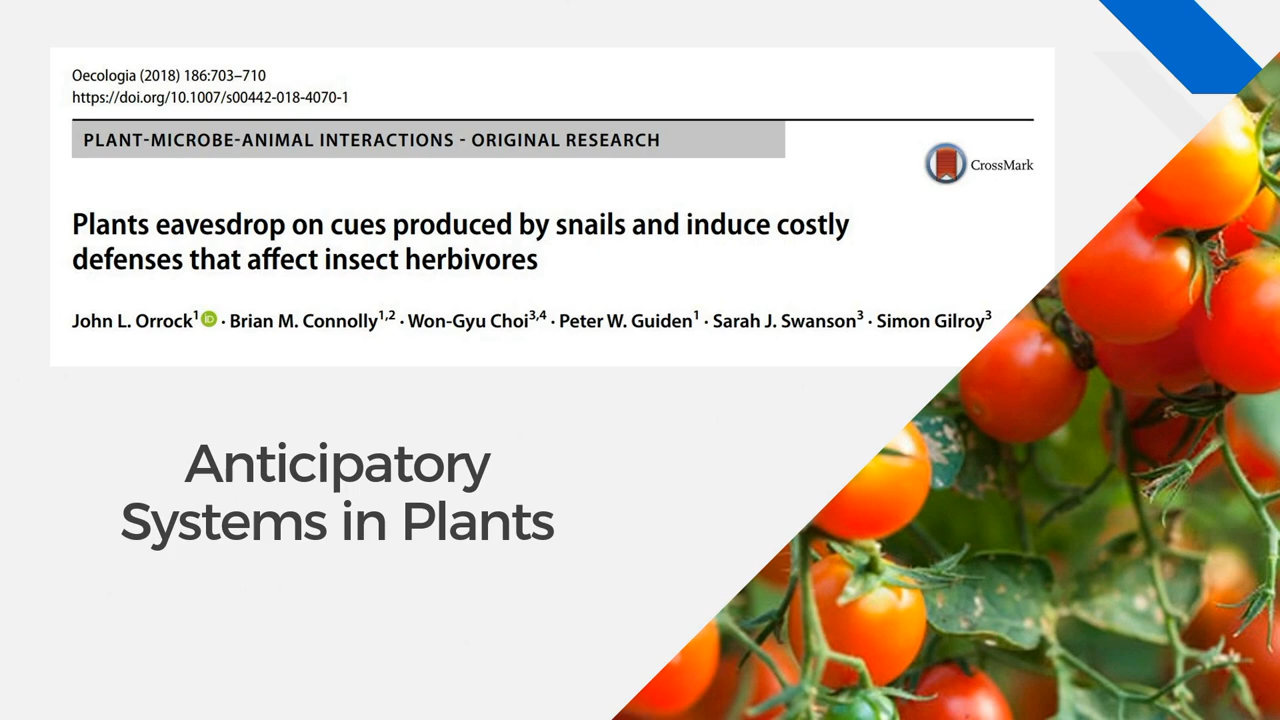 Oecologia (2018) 186:703–710
https://doi.org/10.1007/s00442-018-4070-1
PLANT-MICROBE-ANIMAL INTERACTIONS - ORIGINAL RESEARCH
CrossMark
Plants eavesdrop on cues produced by snails and induce costly
defenses that affect insect herbivores
John L. Orrock¹ iD · Brian M. Connolly¹,² · Won-Gyu Choi³,⁴ · Peter W. Guiden¹ · Sarah J. Swanson³ · Simon Gilroy³
Anticipatory
Systems in Plants